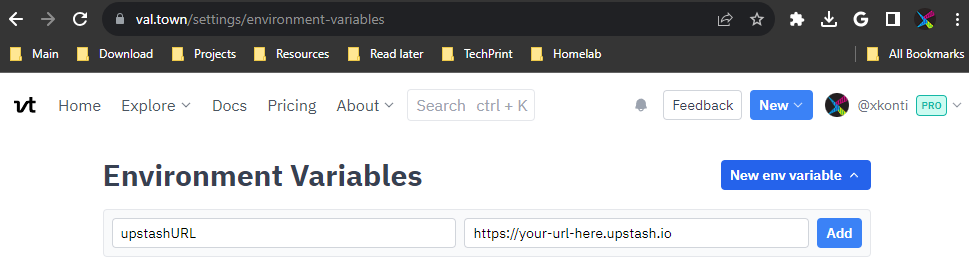 val.town/settings/environment-variables
Main Download Projects Resources Read later TechPrint Homelab All Bookmarks
vt Home Explore Docs Pricing About Search ctrl + K Feedback New @xkonti PRO
Environment Variables New env variable
upstashURL https://your-url-here.upstash.io Add